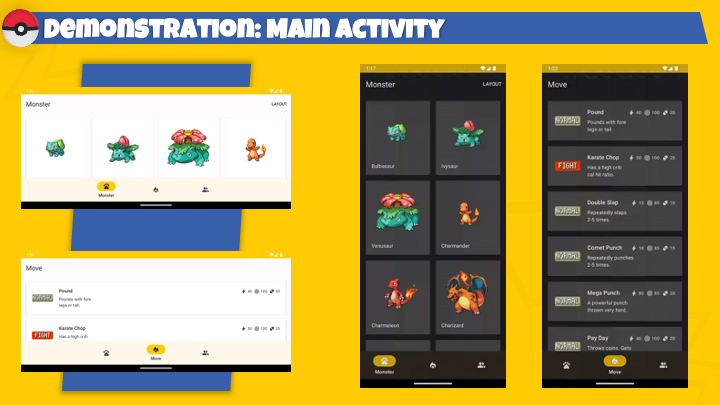 Demonstration: Main Activity
Monster
LAYOUT
Monster
Move
Pound
Pounds with fore
legs or tail.
NORMAL
40 100 35
Karate Chop
Has a high crit
FIGHT
50 100 25
Move
1:17
Monster
LAYOUT
Bulbasaur
Ivysaur
Venusaur
Charmander
Charmeleon
Charizard
Monster
1:22
Move
Pound
Pounds with fore
legs or tail.
NORMAL
40 100 35
Karate Chop
Has a high criti
cal hit ratio.
FIGHT
50 100 25
Double Slap
Repeatedly slaps
2-5 times.
NORMAL
15 85 10
Comet Punch
Repeatedly punches
2-5 times.
NORMAL
18 85 15
Mega Punch
A powerful punch
thrown very hard.
NORMAL
80 85 20
Pay Day
Throws coins. Gets
NORMAL
40 100 20
Move